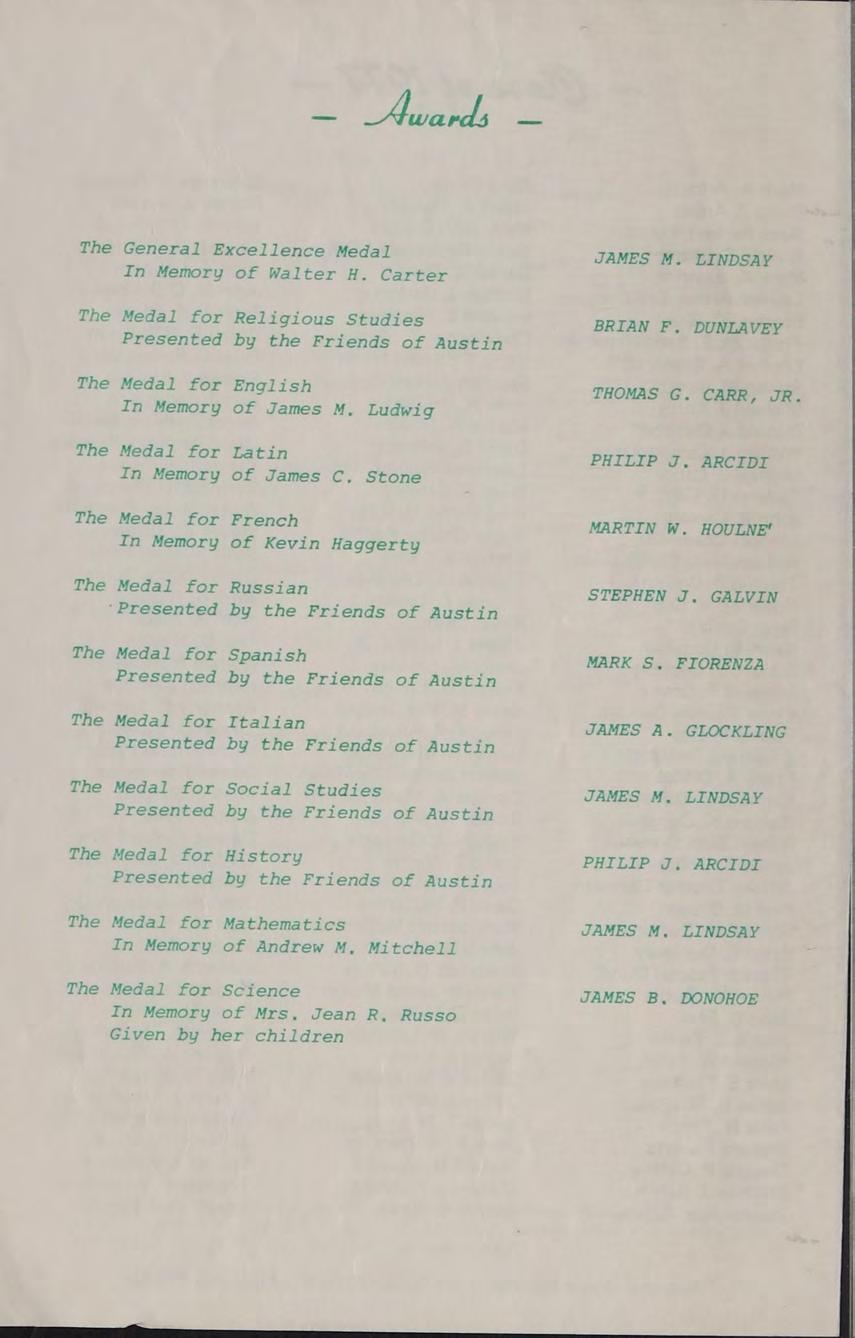 — Awards —
The General Excellence Medal
In Memory of Walter H. Carter
JAMES M. LINDSAY
The Medal for Religious Studies
Presented by the Friends of Austin
BRIAN F. DUNLAVEY
The Medal for English
In Memory of James M. Ludwig
THOMAS G. CARR, JR.
The Medal for Latin
In Memory of James C. Stone
PHILIP J. ARCIDI
The Medal for French
In Memory of Kevin Haggerty
MARTIN W. HOULNE'
The Medal for Russian
Presented by the Friends of Austin
STEPHEN J. GALVIN
The Medal for Spanish
Presented by the Friends of Austin
MARK S. FIORENZA
The Medal for Italian
Presented by the Friends of Austin
JAMES A. GLOCKLING
The Medal for Social Studies
Presented by the Friends of Austin
JAMES M. LINDSAY
The Medal for History
Presented by the Friends of Austin
PHILIP J. ARCIDI
The Medal for Mathematics
In Memory of Andrew M. Mitchell
JAMES M. LINDSAY
The Medal for Science
In Memory of Mrs. Jean R. Russo
Given by her children
JAMES B. DONOHOE